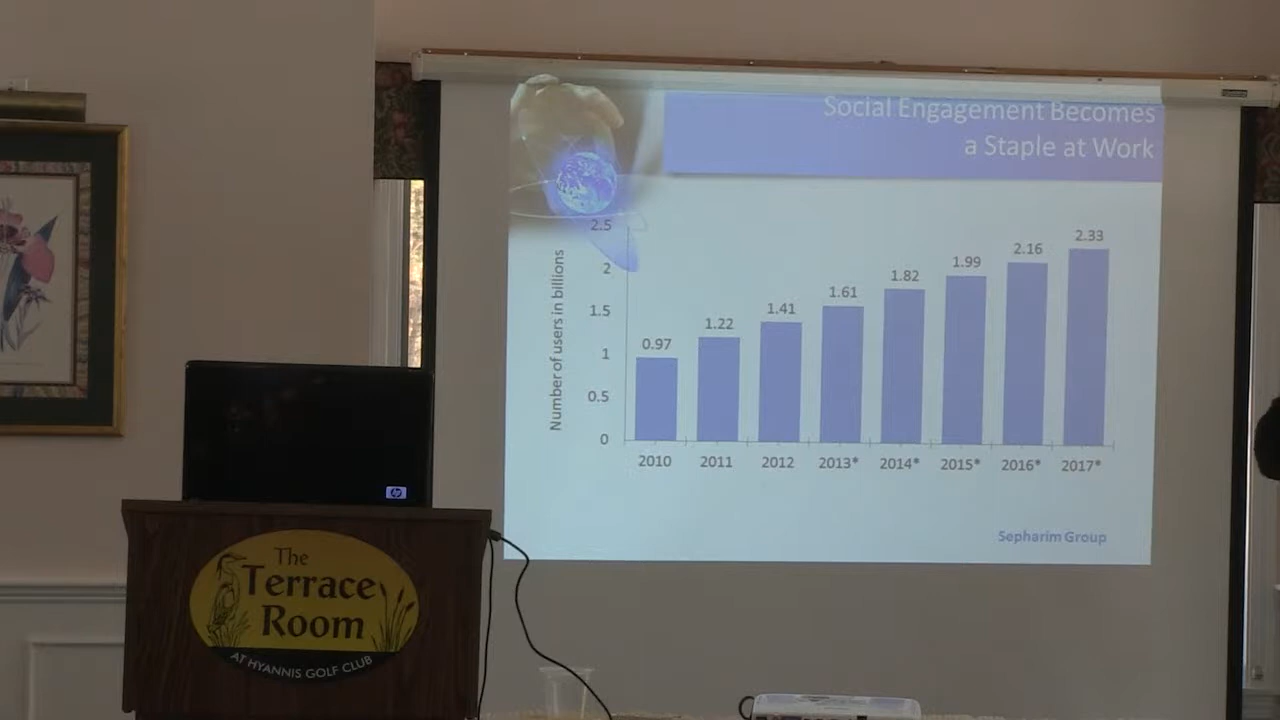 Social Engagement Becomes
a Staple at Work
Number of users in billions
2.5
2
1.5
1
0.5
0
0.97
1.22
1.41
1.61
1.82
1.99
2.16
2.33
2010
2011
2012
2013*
2014*
2015*
2016*
2017*
Sepharim Group
hp
The
Terrace
Room
AT HYANNIS GOLF CLUB